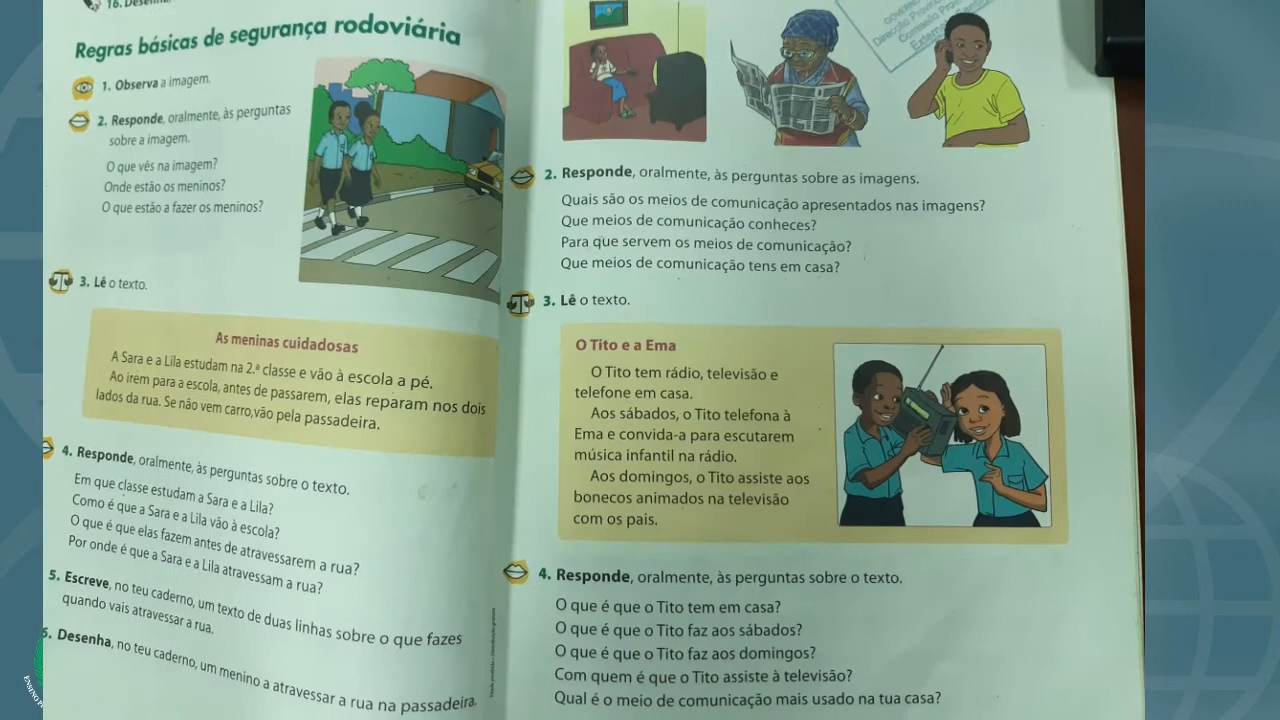 16. Desenha
Regras básicas de segurança rodoviária
1. Observa a imagem.
2. Responde, oralmente, às perguntas
sobre a imagem.
O que vês na imagem?
Onde estão os meninos?
O que estão a fazer os meninos?
3. Lê o texto.
As meninas cuidadosas
A Sara e a Lila estudam na 2.ª classe e vão à escola a pé.
Ao irem para a escola, antes de passarem, elas reparam nos dois
lados da rua. Se não vem carro, vão pela passadeira.
4. Responde, oralmente, às perguntas sobre o texto.
Em que classe estudam a Sara e a Lila?
Como é que a Sara e a Lila vão à escola?
O que é que elas fazem antes de atravessarem a rua?
Por onde é que a Sara e a Lila atravessam a rua?
5. Escreve, no teu caderno, um texto de duas linhas sobre o que fazes
quando vais atravessar a rua.
6. Desenha, no teu caderno, um menino a atravessar a rua na passadeira.
2. Responde, oralmente, às perguntas sobre as imagens.
Quais são os meios de comunicação apresentados nas imagens?
Que meios de comunicação conheces?
Para que servem os meios de comunicação?
Que meios de comunicação tens em casa?
3. Lê o texto.
O Tito e a Ema
O Tito tem rádio, televisão e
telefone em casa.
Aos sábados, o Tito telefona à
Ema e convida-a para escutarem
música infantil na rádio.
Aos domingos, o Tito assiste aos
bonecos animados na televisão
com os pais.
4. Responde, oralmente, às perguntas sobre o texto.
O que é que o Tito tem em casa?
O que é que o Tito faz aos sábados?
O que é que o Tito faz aos domingos?
Com quem é que o Tito assiste à televisão?
Qual é o meio de comunicação mais usado na tua casa?